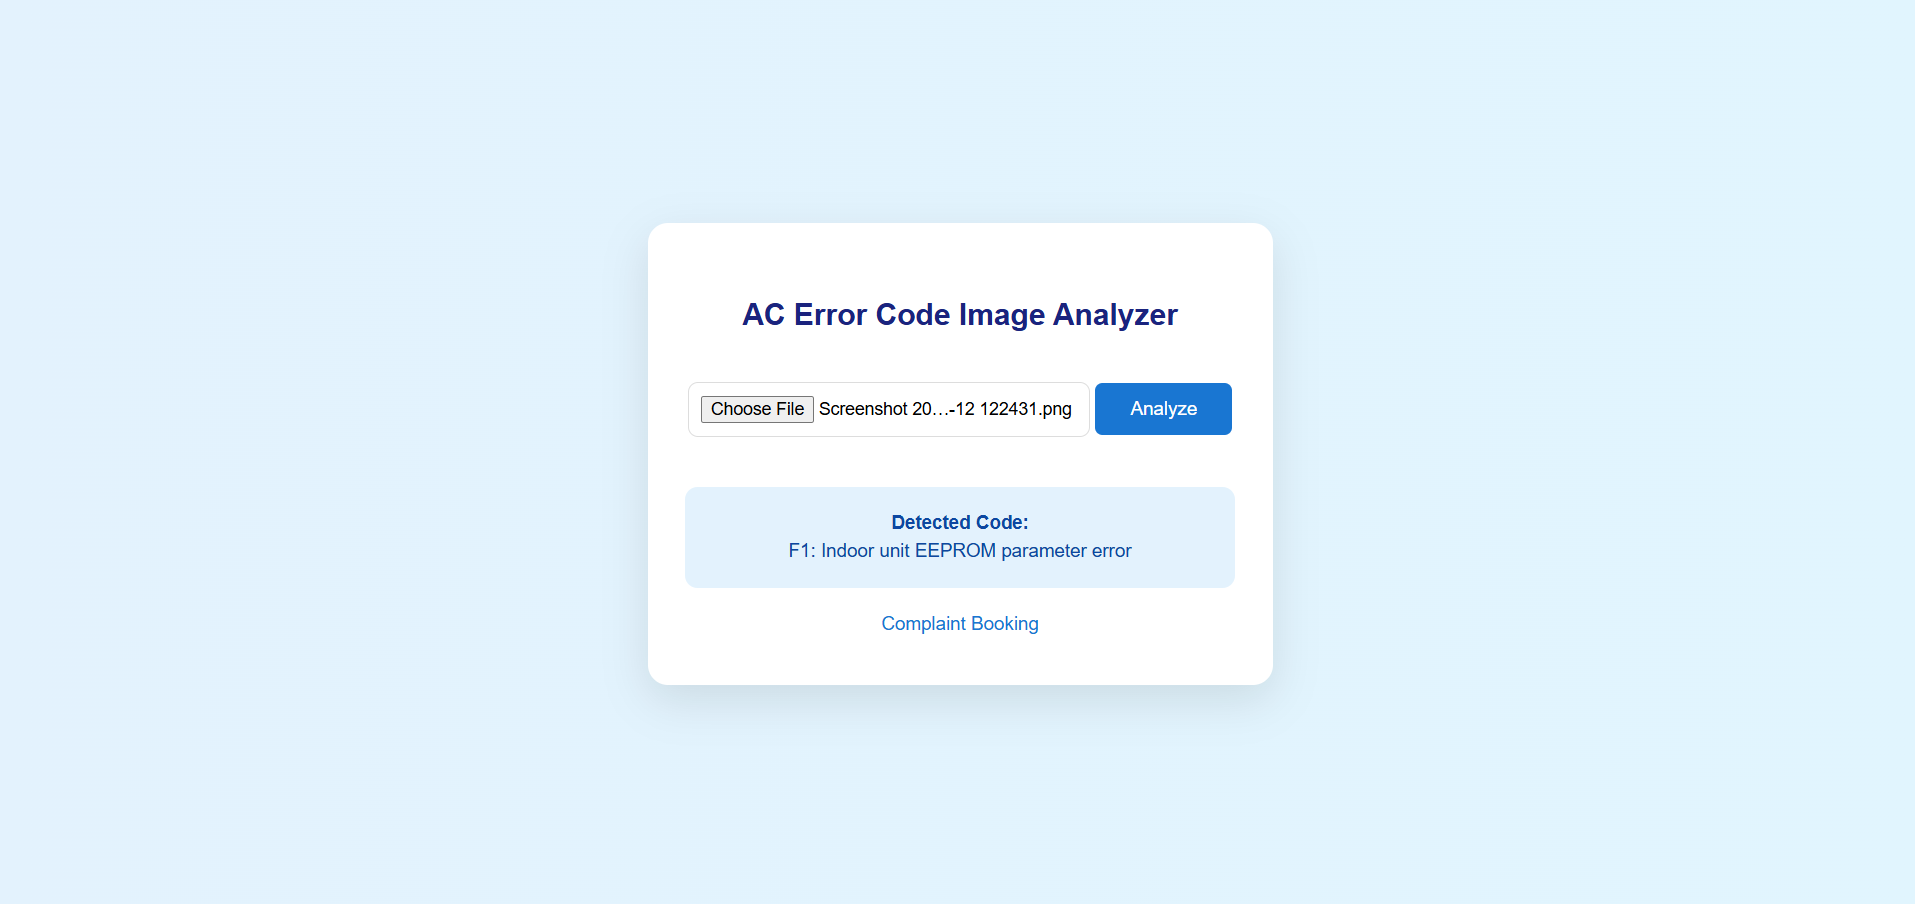 AC Error Code Image Analyzer
Choose File Screenshot 20...-12 122431.png Analyze
Detected Code:
F1: Indoor unit EEPROM parameter error
Complaint Booking